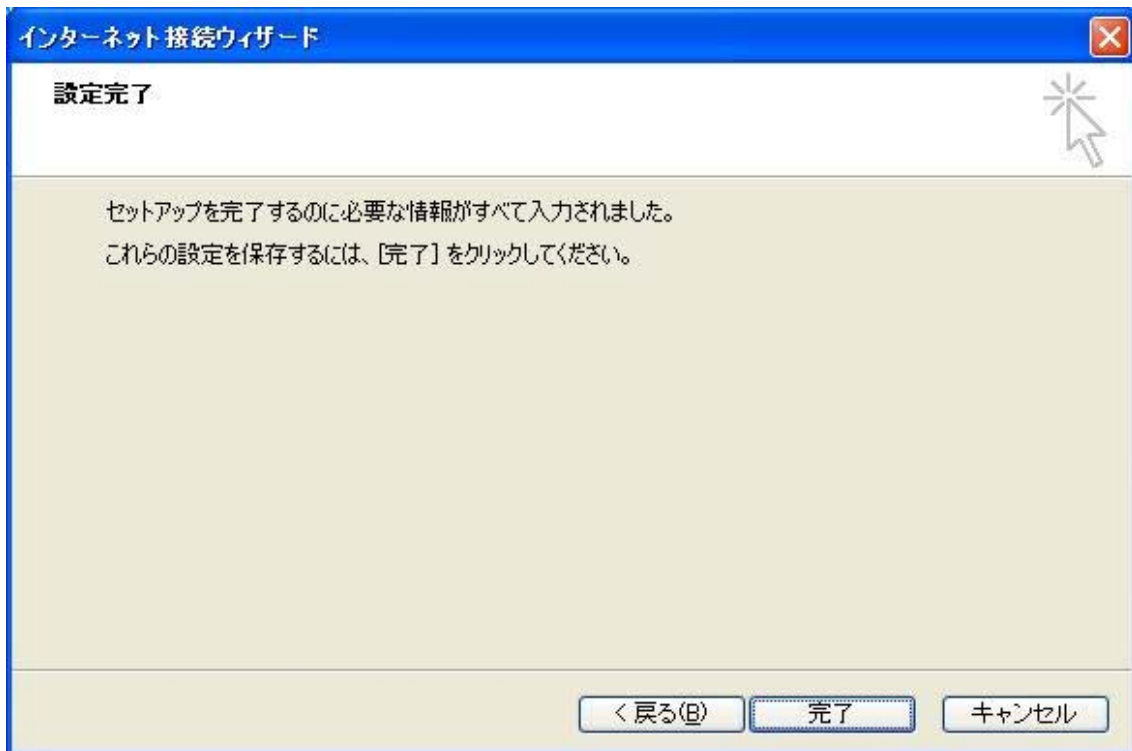 インターネット接続ウィザード
設定完了
セットアップを完了するのに必要な情報がすべて入力されました。
これらの設定を保存するには、[完了] をクリックしてください。
< 戻る(B) 完了 キャンセル